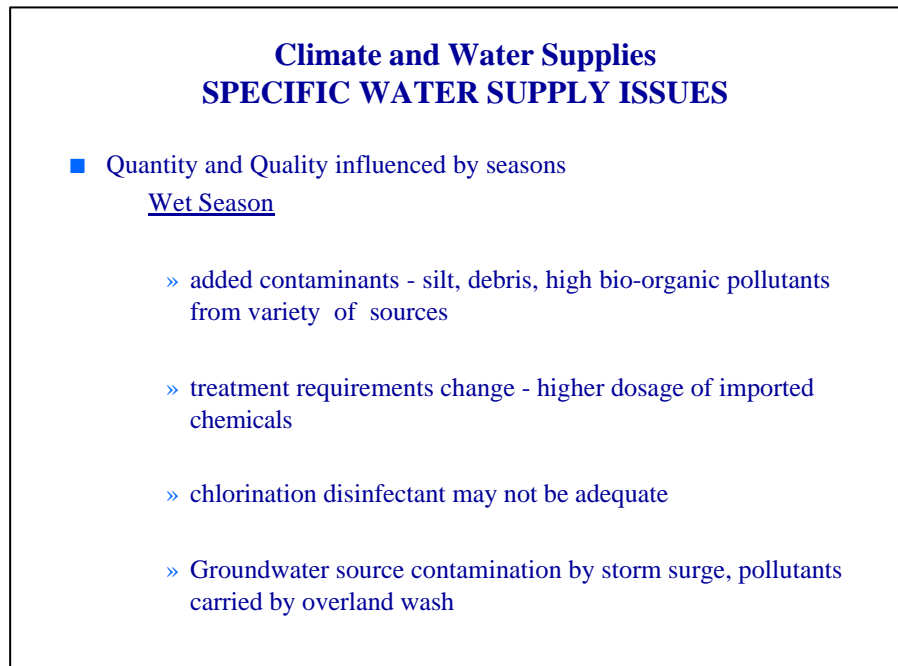 Climate and Water Supplies
SPECIFIC WATER SUPPLY ISSUES
■ Quantity and Quality influenced by seasons
Wet Season
» added contaminants - silt, debris, high bio-organic pollutants
from variety of sources
» treatment requirements change - higher dosage of imported
chemicals
» chlorination disinfectant may not be adequate
» Groundwater source contamination by storm surge, pollutants
carried by overland wash